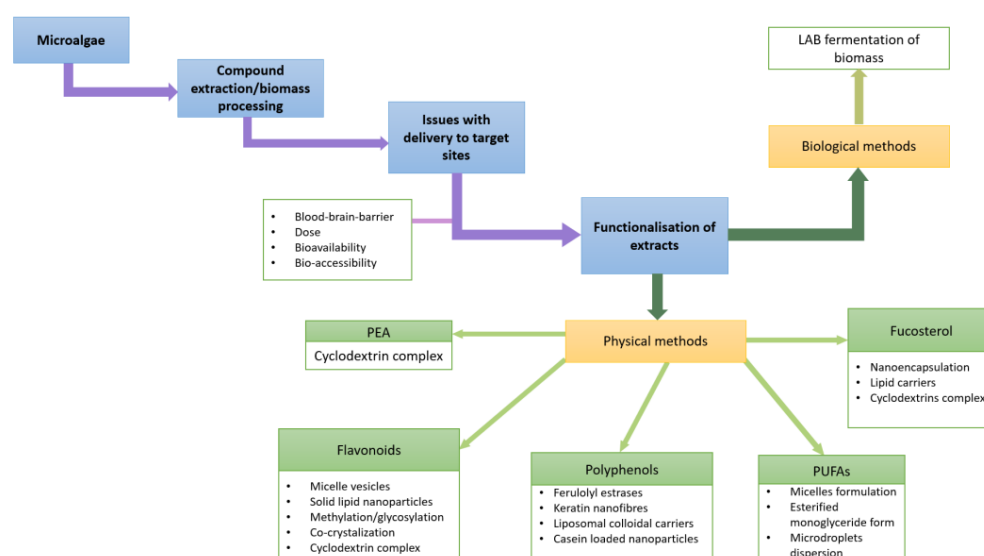 Microalgae
Compound
extraction/biomass
processing
Issues with
delivery to target
sites
• Blood-brain-barrier
• Dose
• Bioavailability
• Bio-accessibility
Functionalisation of
extracts
LAB fermentation of
biomass
Biological methods
Physical methods
PEA
Cyclodextrin complex
Fucosterol
• Nanoencapsulation
• Lipid carriers
• Cyclodextrins complex
Flavonoids
• Micelle vesicles
• Solid lipid nanoparticles
• Methylation/glycosylation
• Co-crystalization
• Cyclodextrin complex
Polyphenols
• Ferulolyl estrases
• Keratin nanofibres
• Liposomal colloidal carriers
• Casein loaded nanoparticles
PUFAs
• Micelles formulation
• Esterified
monoglyceride form
• Microdroplets
dispersion